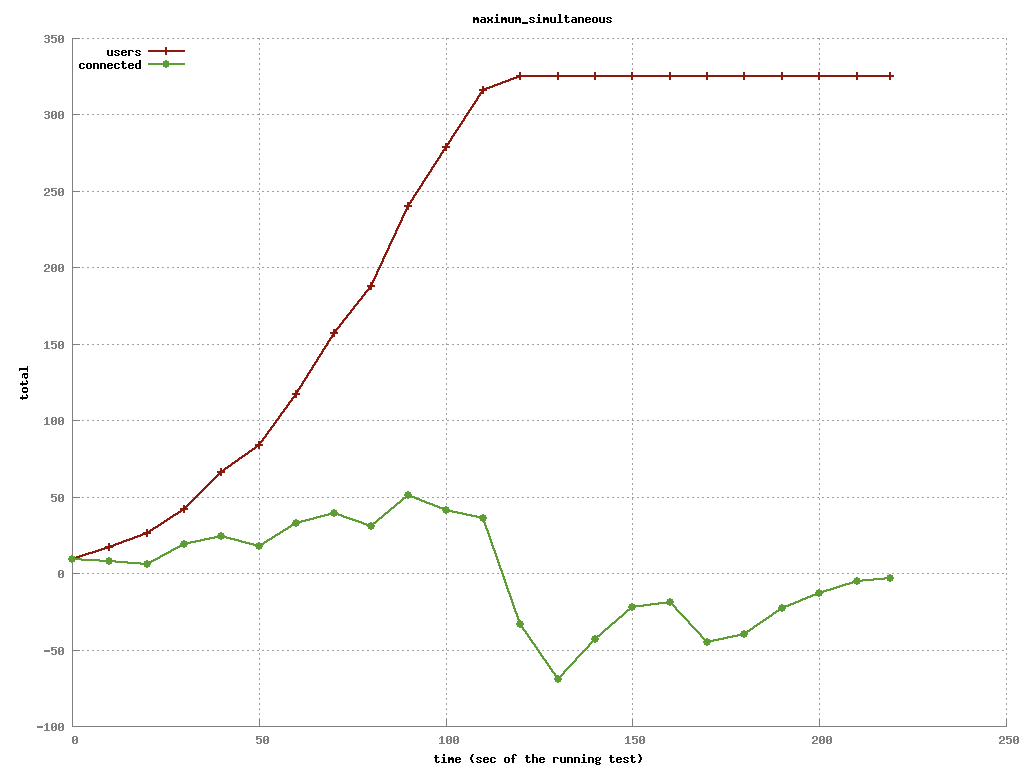 maximum_simultaneous
350
users
connected
300
250
200
150
total
100
50
0
-50
-100
0 50 100 150 200 250
time (sec of the running test)